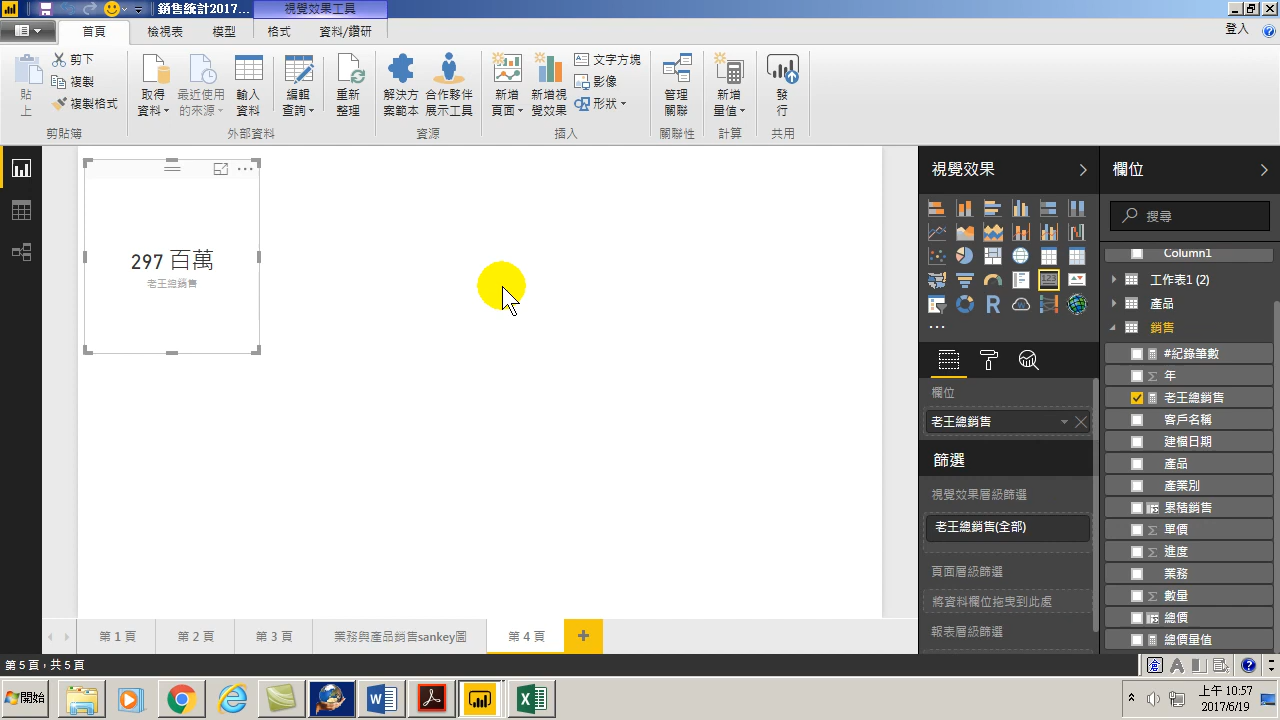 銷售統計2017...
視覺效果工具
首頁
檢視表
模型
格式
資料/鑽研
登入
貼上
剪下
複製
複製格式
剪貼簿
取得資料
最近使用的來源
輸入資料
編輯查詢
重新整理
外部資料
解決方案範本
合作夥伴展示工具
資源
新增頁面
新增視覺效果
文字方塊
影像
形狀
插入
管理關聯
關聯性
新增量值
計算
發行
共用
297 百萬
老王總銷售
視覺效果
欄位
老王總銷售
篩選
視覺效果層級篩選
老王總銷售(全部)
頁面層級篩選
將資料欄位拖曳到此處
報表層級篩選
欄位
搜尋
Column1
工作表1 (2)
產品
銷售
#紀錄筆數
年
老王總銷售
客戶名稱
建檔日期
產品
產業別
累積銷售
單價
進度
業務
數量
總價
總價量值
第 1 頁
第 2 頁
第 3 頁
業務與產品銷售sankey圖
第 4 頁
第 5 頁，共 5 頁
開始
上午 10:57
2017/6/19